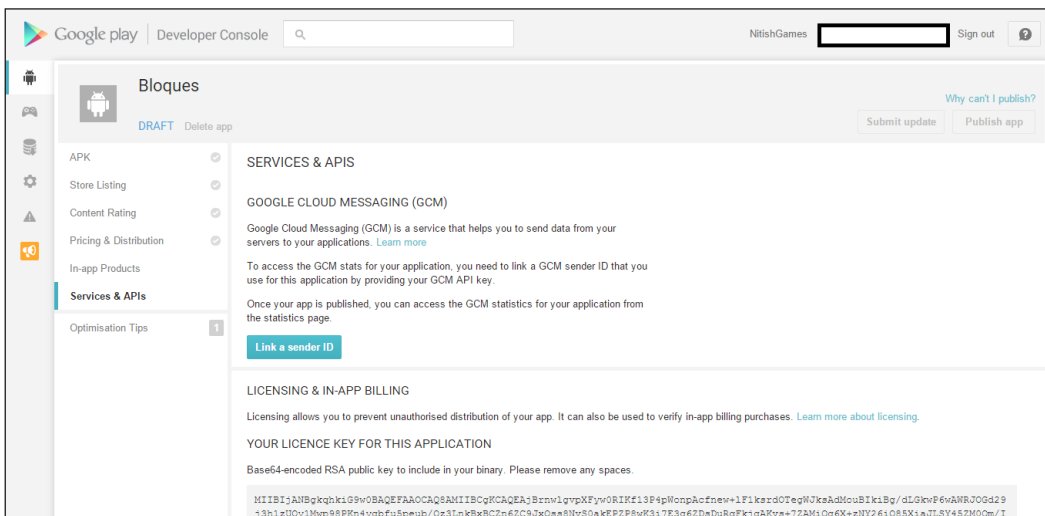 Google play Developer Console
NitishGames
Sign out
Bloques
DRAFT Delete app
Why can't I publish?
Submit update
Publish app
APK
Store Listing
Content Rating
Pricing & Distribution
In-app Products
Services & APIs
Optimisation Tips 1
SERVICES & APIS
GOOGLE CLOUD MESSAGING (GCM)
Google Cloud Messaging (GCM) is a service that helps you to send data from your
servers to your applications. Learn more
To access the GCM stats for your application, you need to link a GCM sender ID that you
use for this application by providing your GCM API key.
Once your app is published, you can access the GCM statistics for your application from
the statistics page.
Link a sender ID
LICENSING & IN-APP BILLING
Licensing allows you to prevent unauthorised distribution of your app. It can also be used to verify in-app billing purchases. Learn more about licensing.
YOUR LICENCE KEY FOR THIS APPLICATION
Base64-encoded RSA public key to include in your binary. Please remove any spaces.